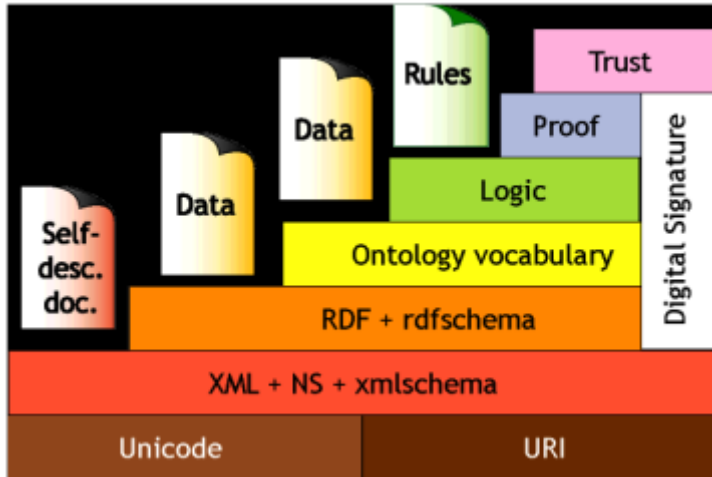 Rules
Trust
Data
Proof
Data
Logic
Self-
desc.
doc.
Ontology vocabulary
Digital Signature
RDF + rdfschema
XML + NS + xmlschema
Unicode
URI